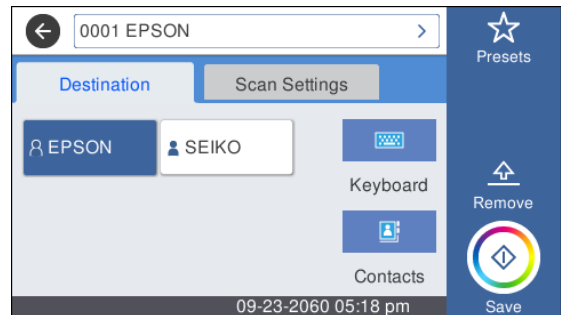 0001 EPSON
Presets
Destination
Scan Settings
EPSON
SEIKO
Keyboard
Remove
Contacts
09-23-2060 05:18 pm
Save